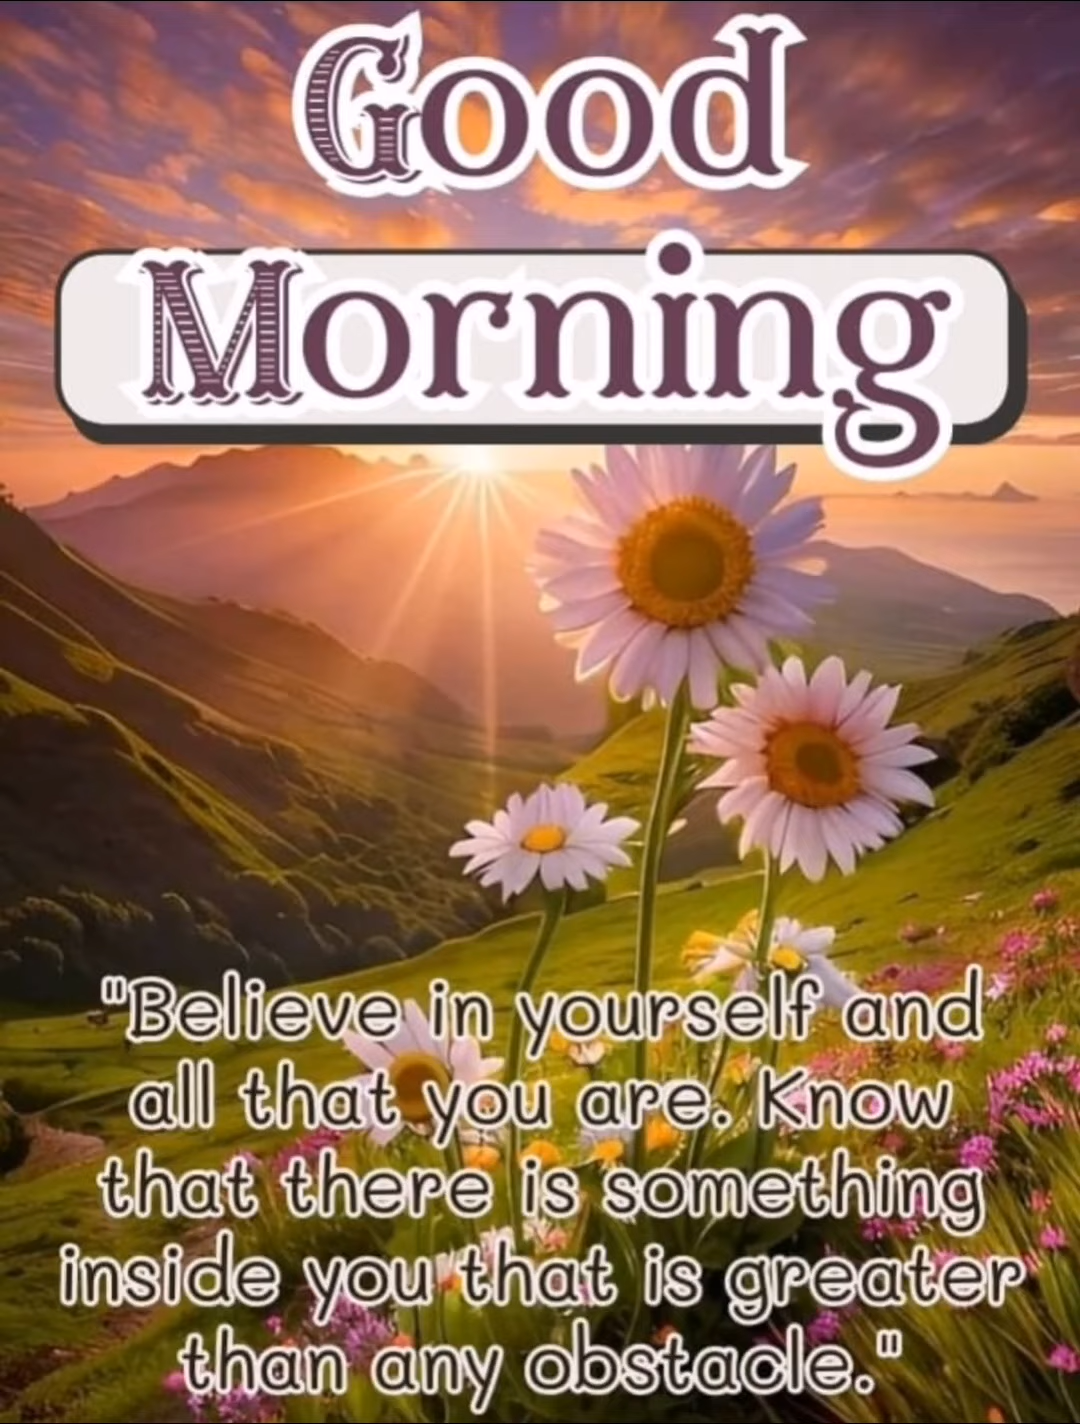 Good
Morning
"Believe in yourself and
all that you are. Know
that there is something
inside you that is greater
than any obstacle."